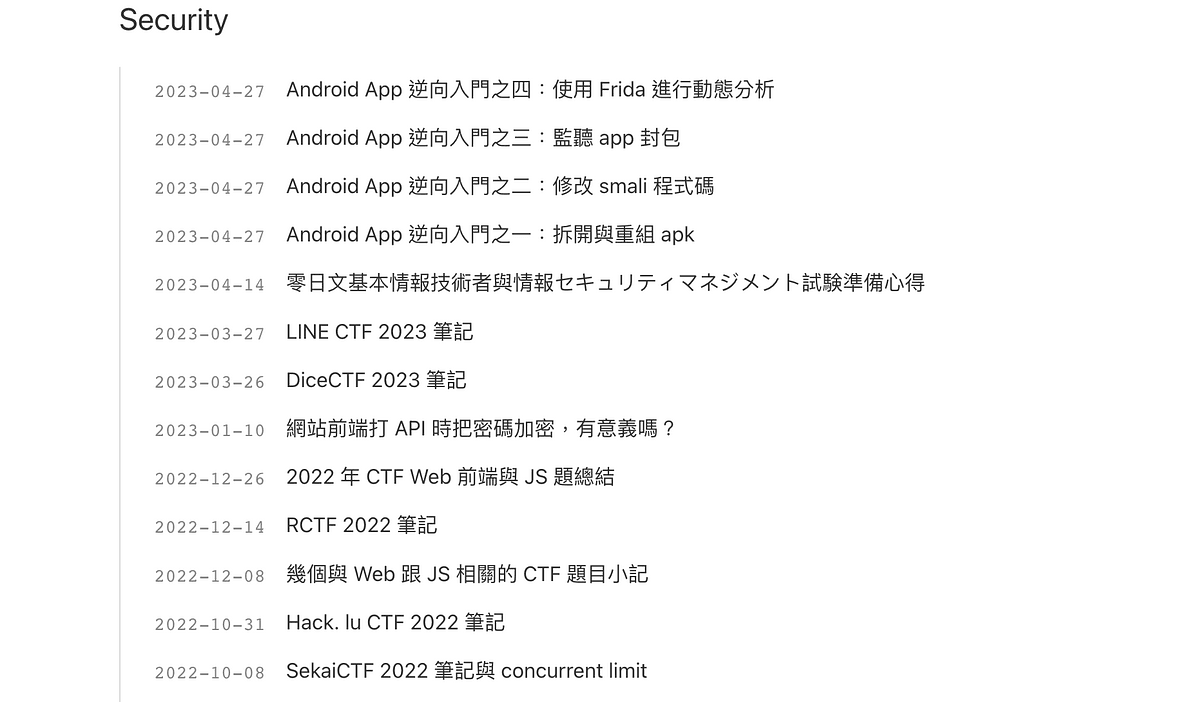 Security
2023-04-27 Android App 逆向入門之四：使用 Frida 進行動態分析
2023-04-27 Android App 逆向入門之三：監聽 app 封包
2023-04-27 Android App 逆向入門之二：修改 smali 程式碼
2023-04-27 Android App 逆向入門之一：拆開與重組 apk
2023-04-14 零日文基本情報技術者與情報セキュリティマネジメント試験準備心得
2023-03-27 LINE CTF 2023 筆記
2023-03-26 DiceCTF 2023 筆記
2023-01-10 網站前端打 API 時把密碼加密，有意義嗎？
2022-12-26 2022 年 CTF Web 前端與 JS 題總結
2022-12-14 RCTF 2022 筆記
2022-12-08 幾個與 Web 跟 JS 相關的 CTF 題目小記
2022-10-31 Hack. lu CTF 2022 筆記
2022-10-08 SekaiCTF 2022 筆記與 concurrent limit